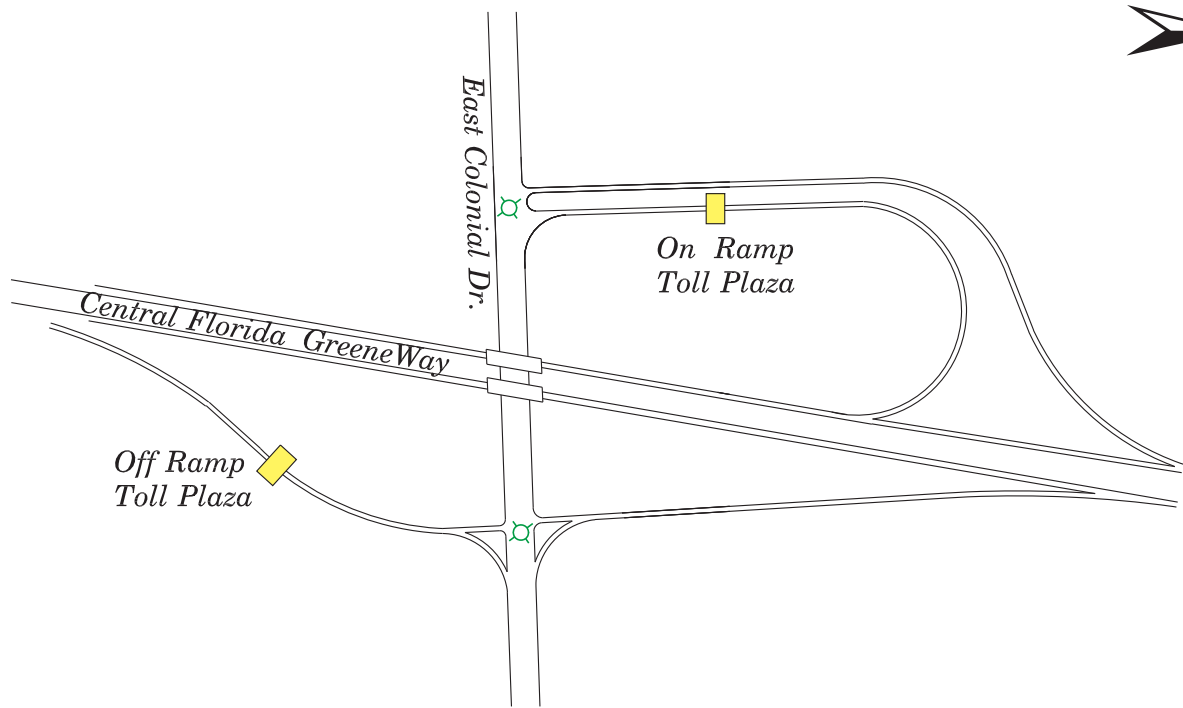 East Colonial Dr.
On Ramp
Toll Plaza
Central Florida GreeneWay
Off Ramp
Toll Plaza